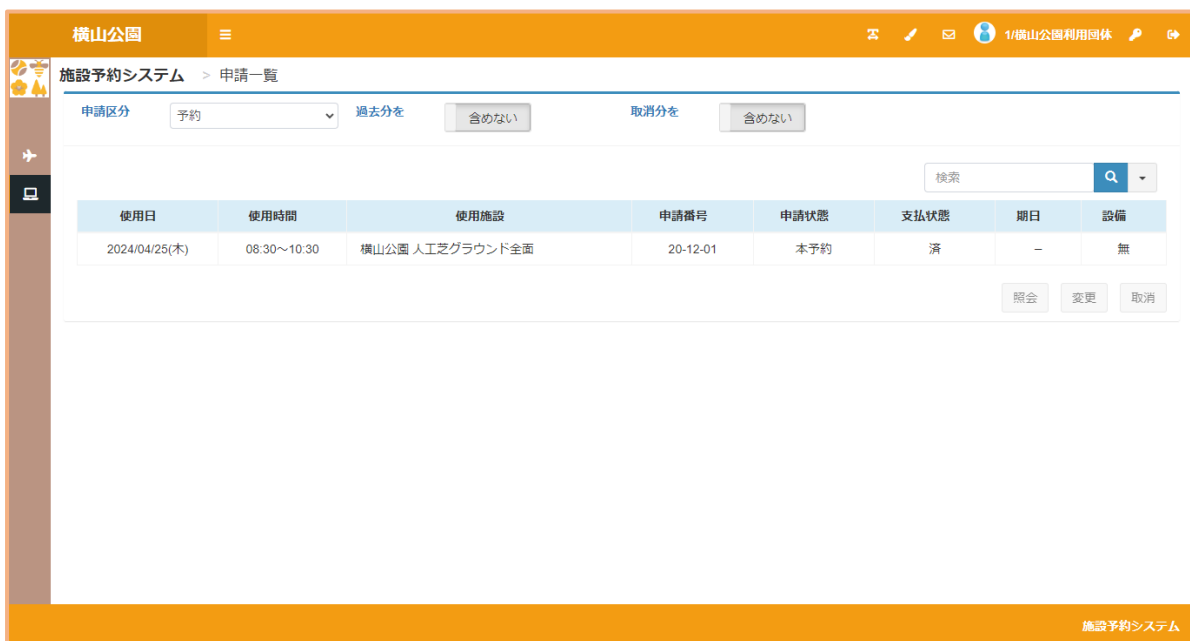 横山公園
1/横山公園利用団体
施設予約システム > 申請一覧
申請区分 予約 過去分を 含めない 取消分を 含めない
検索
使用日 使用時間 使用施設 申請番号 申請状態 支払状態 期日 設備
2024/04/25(木) 08:30～10:30 横山公園 人工芝グラウンド全面 20-12-01 本予約 済 － 無
照会 変更 取消
施設予約システム